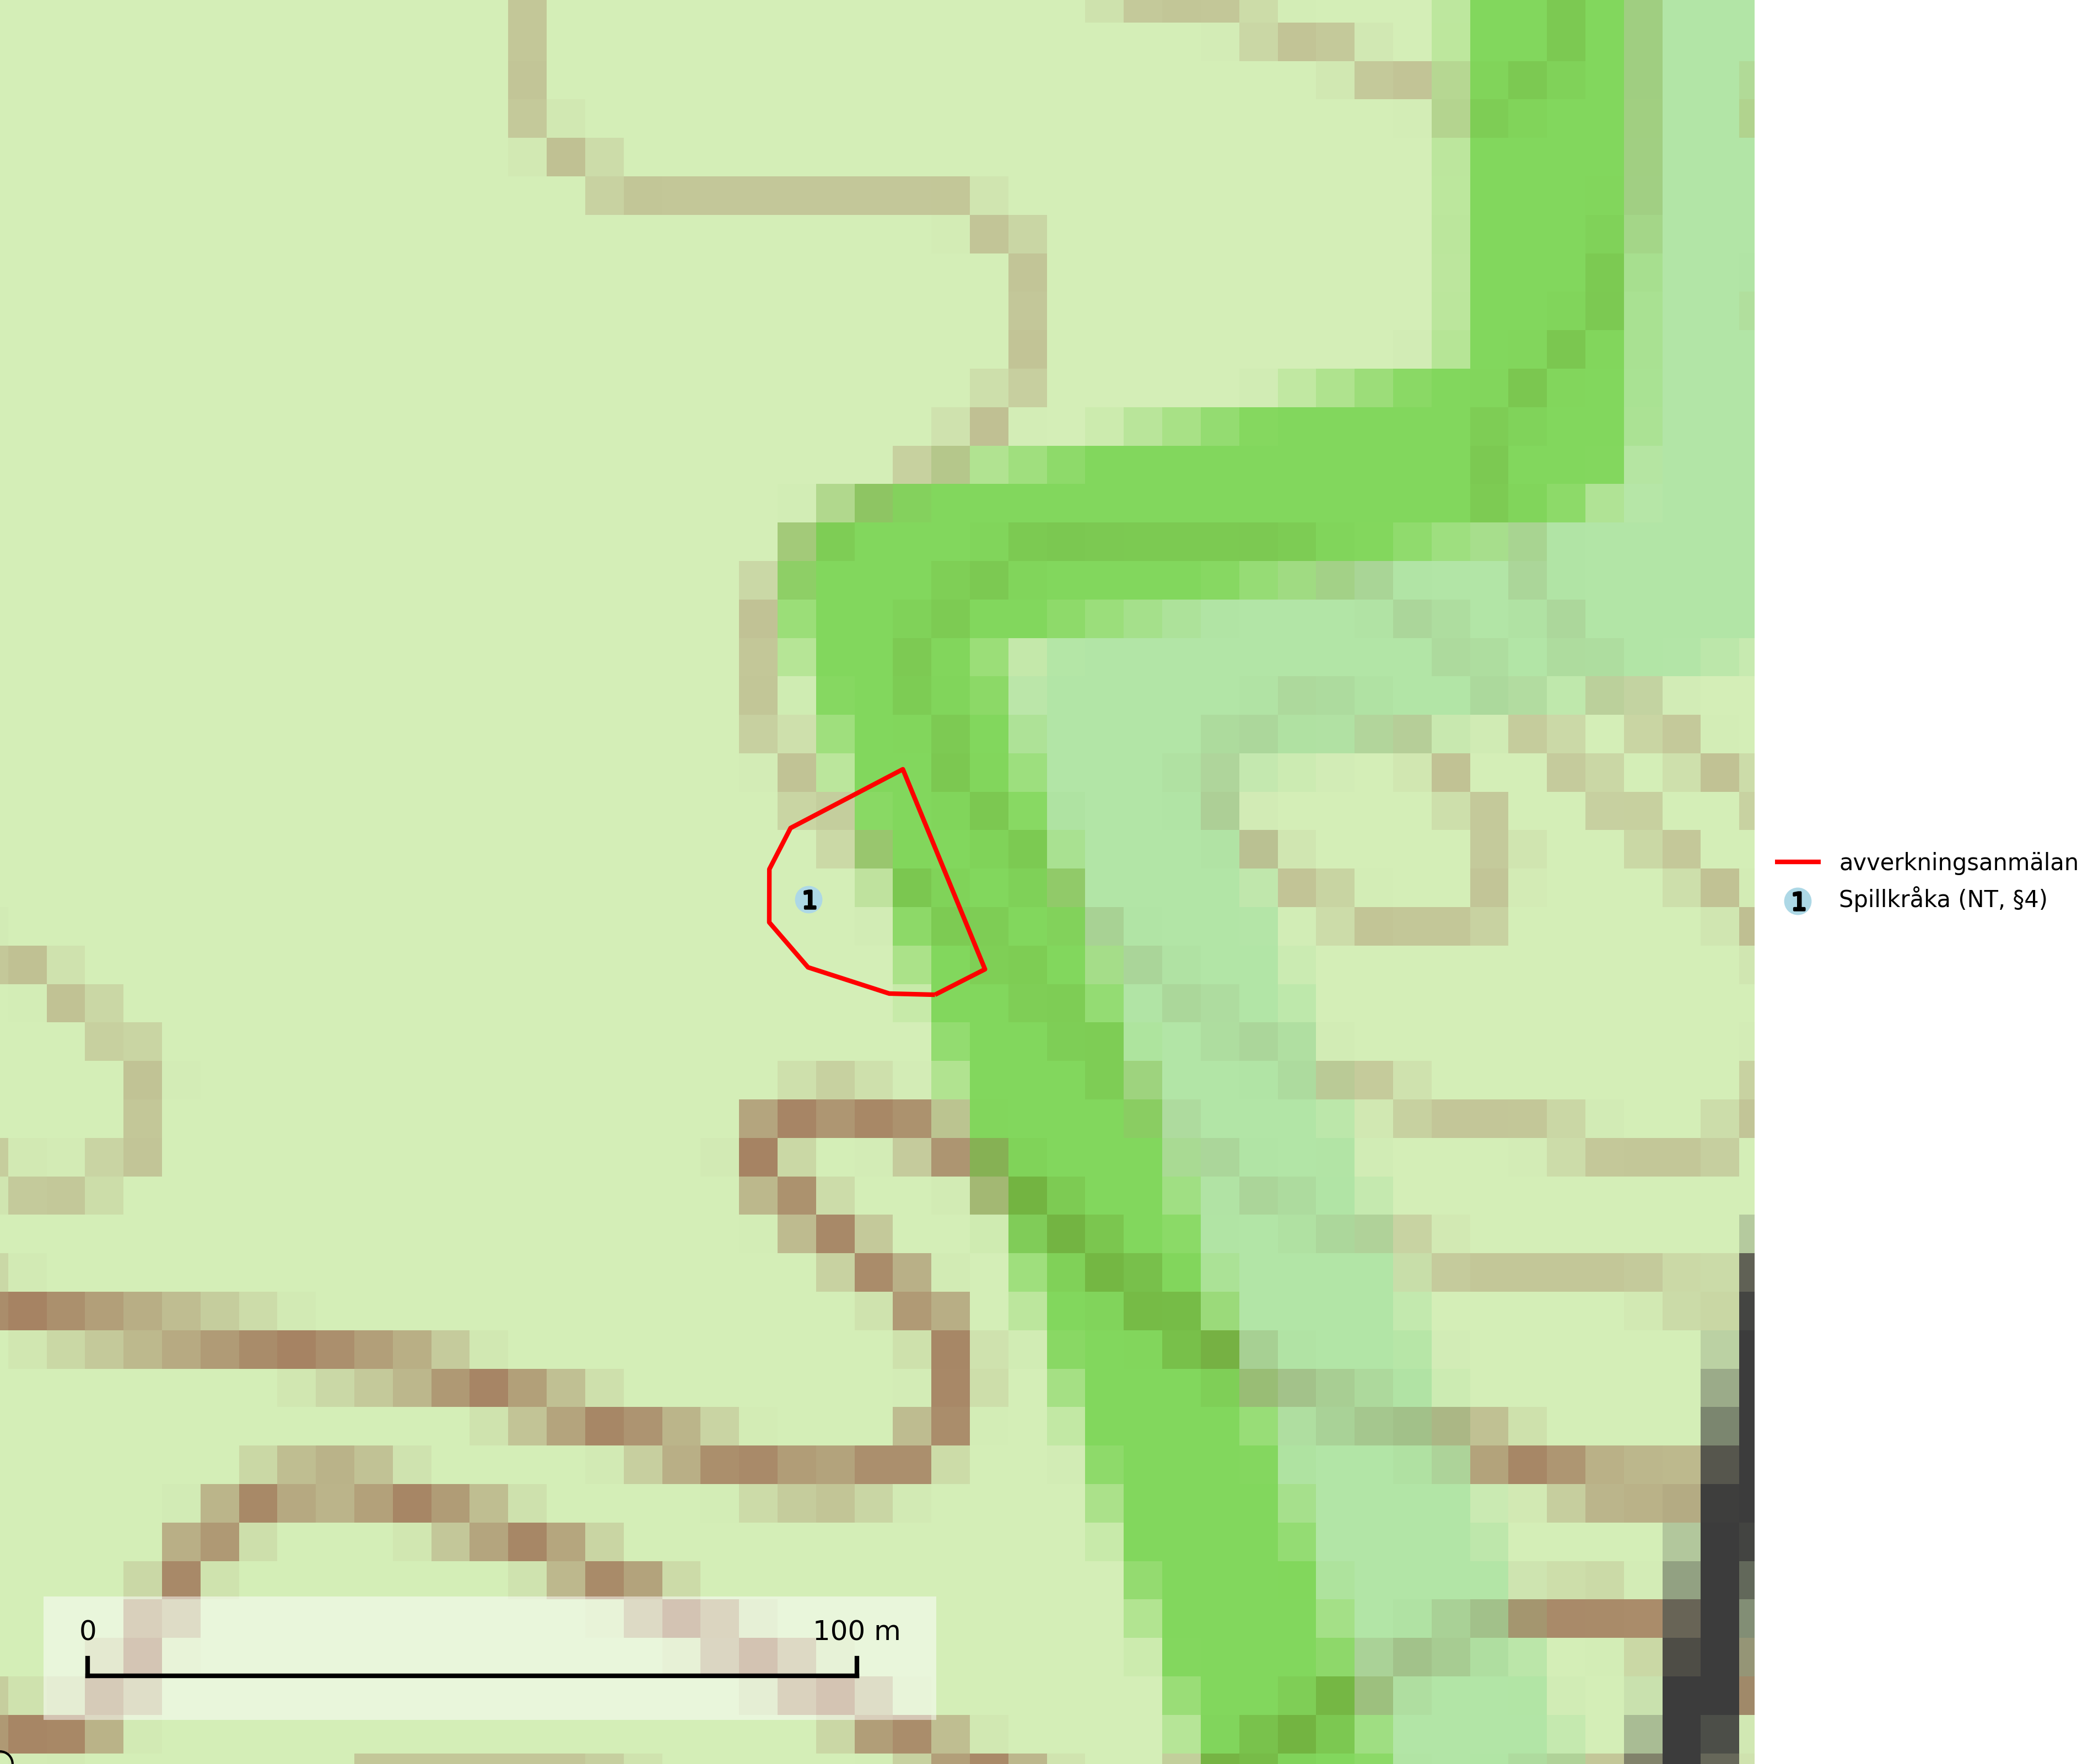 1
avverkningsanmälan
1 Spillkråka (NT, §4)
0 100 m